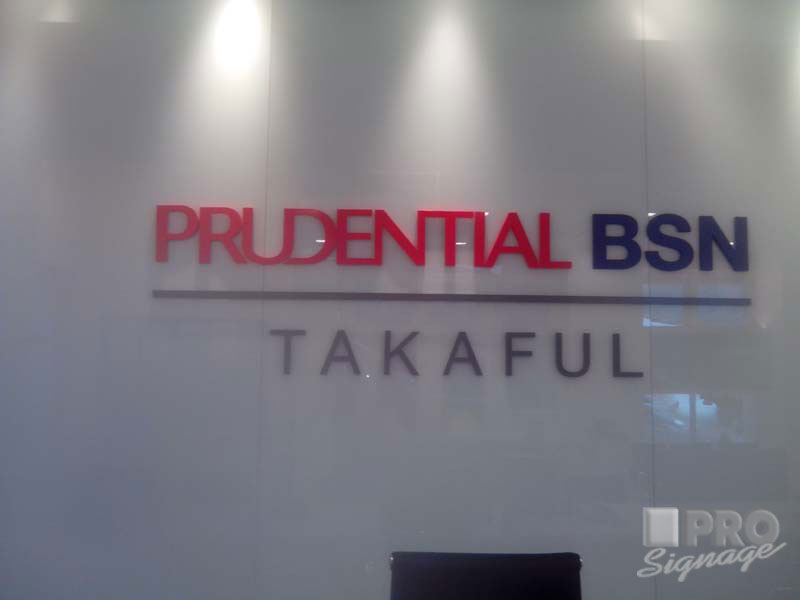 PRUDENTIAL BSN
TAKAFUL
PRO
Signage